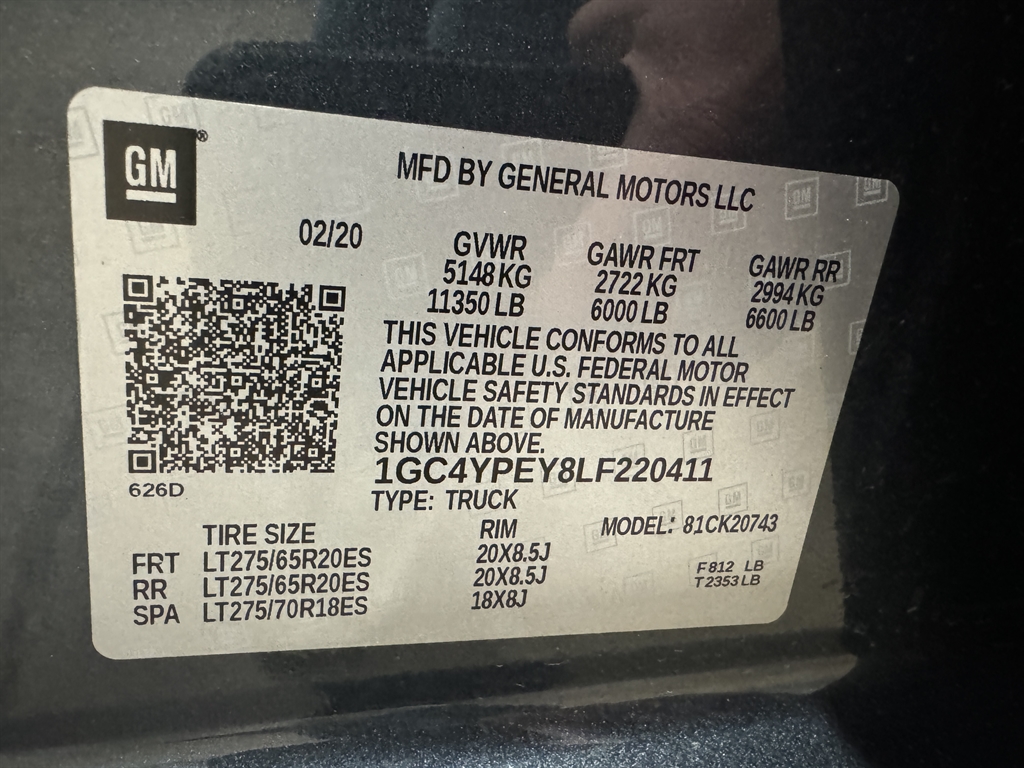 GM®
MFD BY GENERAL MOTORS LLC
02/20 GVWR GAWR FRT GAWR RR
5148 KG 2722 KG 2994 KG
11350 LB 6000 LB 6600 LB
THIS VEHICLE CONFORMS TO ALL
APPLICABLE U.S. FEDERAL MOTOR
VEHICLE SAFETY STANDARDS IN EFFECT
ON THE DATE OF MANUFACTURE
SHOWN ABOVE.
1GC4YPEY8LF220411
626D
TYPE: TRUCK
TIRE SIZE RIM MODEL: 81CK20743
FRT LT275/65R20ES 20X8.5J
RR LT275/65R20ES 20X8.5J
SPA LT275/70R18ES 18X8J
F 812 LB
T 2353 LB